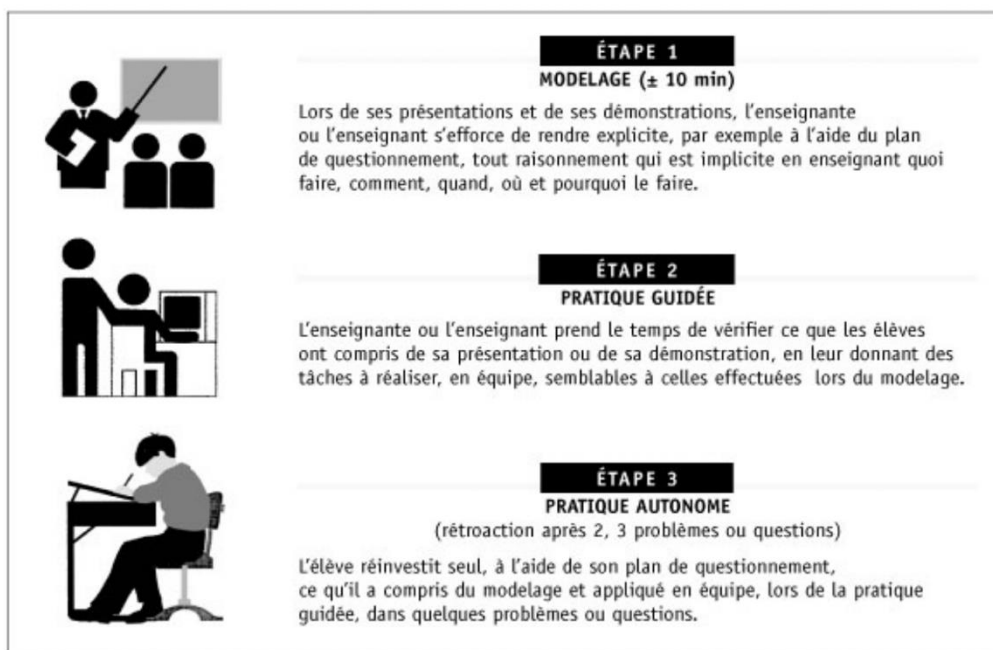 ÉTAPE 1
MODELAGE (± 10 min)
Lors de ses présentations et de ses démonstrations, l'enseignante
ou l'enseignant s'efforce de rendre explicite, par exemple à l'aide du plan
de questionnement, tout raisonnement qui est implicite en enseignant quoi
faire, comment, quand, où et pourquoi le faire.
ÉTAPE 2
PRATIQUE GUIDÉE
L'enseignante ou l'enseignant prend le temps de vérifier ce que les élèves
ont compris de sa présentation ou de sa démonstration, en leur donnant des
tâches à réaliser, en équipe, semblables à celles effectuées lors du modelage.
ÉTAPE 3
PRATIQUE AUTONOME
(rétroaction après 2, 3 problèmes ou questions)
L'élève réinvestit seul, à l'aide de son plan de questionnement,
ce qu'il a compris du modelage et appliqué en équipe, lors de la pratique
guidée, dans quelques problèmes ou questions.